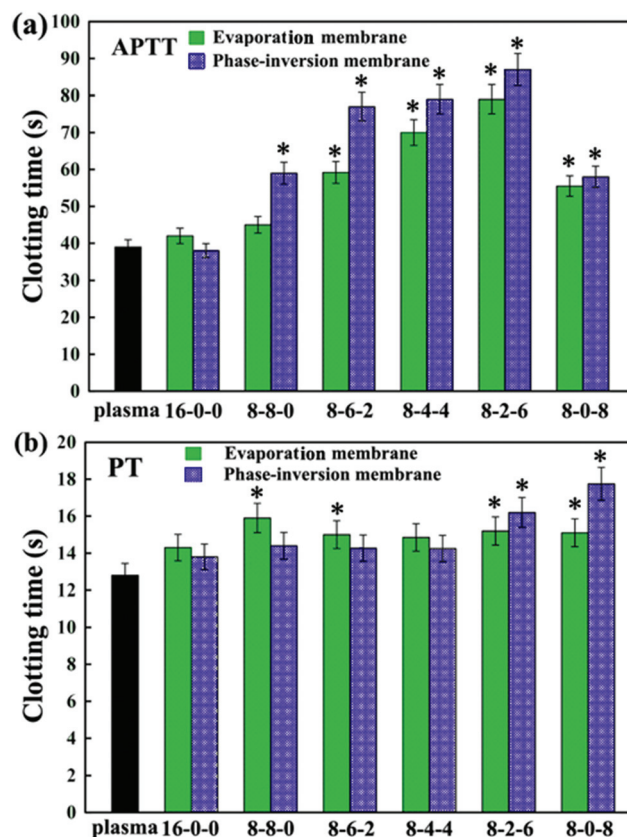 (a)
APTT
Evaporation membrane
Phase-inversion membrane
Clotting time (s)
100
90
80
70
60
50
40
30
20
10
0
* * * * * * * * *
plasma 16-0-0 8-8-0 8-6-2 8-4-4 8-2-6 8-0-8
(b)
PT
Evaporation membrane
Phase-inversion membrane
Clotting time (s)
20
18
16
14
12
10
8
6
4
2
0
* * * * * *
plasma 16-0-0 8-8-0 8-6-2 8-4-4 8-2-6 8-0-8